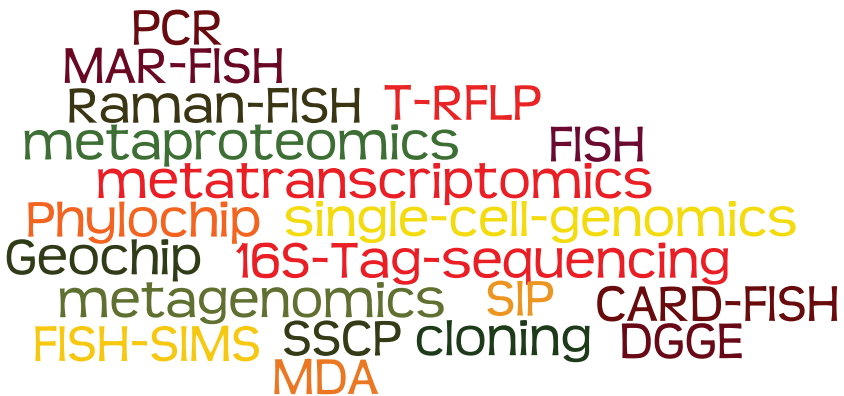 PCR
MAR-FISH
Raman-FISH T-RFLP
metaproteomics FISH
metatranscriptomics
Phylochip single-cell-genomics
Geochip 16S-Tag-sequencing
metagenomics SIP CARD-FISH
FISH-SIMS SSCP cloning DGGE
MDA